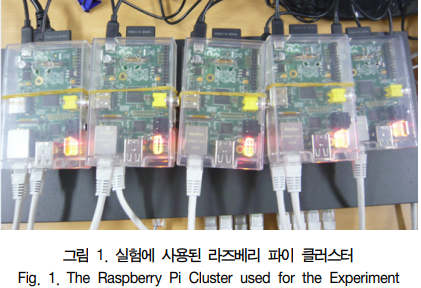 그림 1. 실험에 사용된 라즈베리 파이 클러스터
Fig. 1. The Raspberry Pi Cluster used for the Experiment